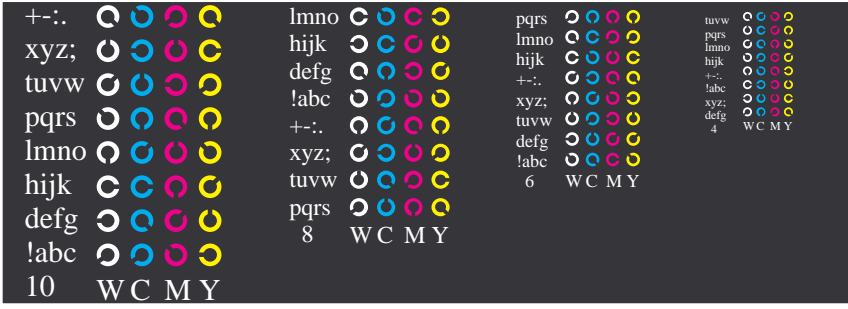 +-:.
xyz;
tuvw
pqrs
lmno
hijk
defg
!abc
10 W C M Y
lmno
hijk
defg
!abc
+-:.
xyz;
tuvw
pqrs
8 W C M Y
pqrs
lmno
hijk
+-:.
xyz;
tuvw
defg
!abc
6 W C M Y
tuvw
pqrs
lmno
hijk
+-:.
!abc
xyz;
defg
4 W C M Y